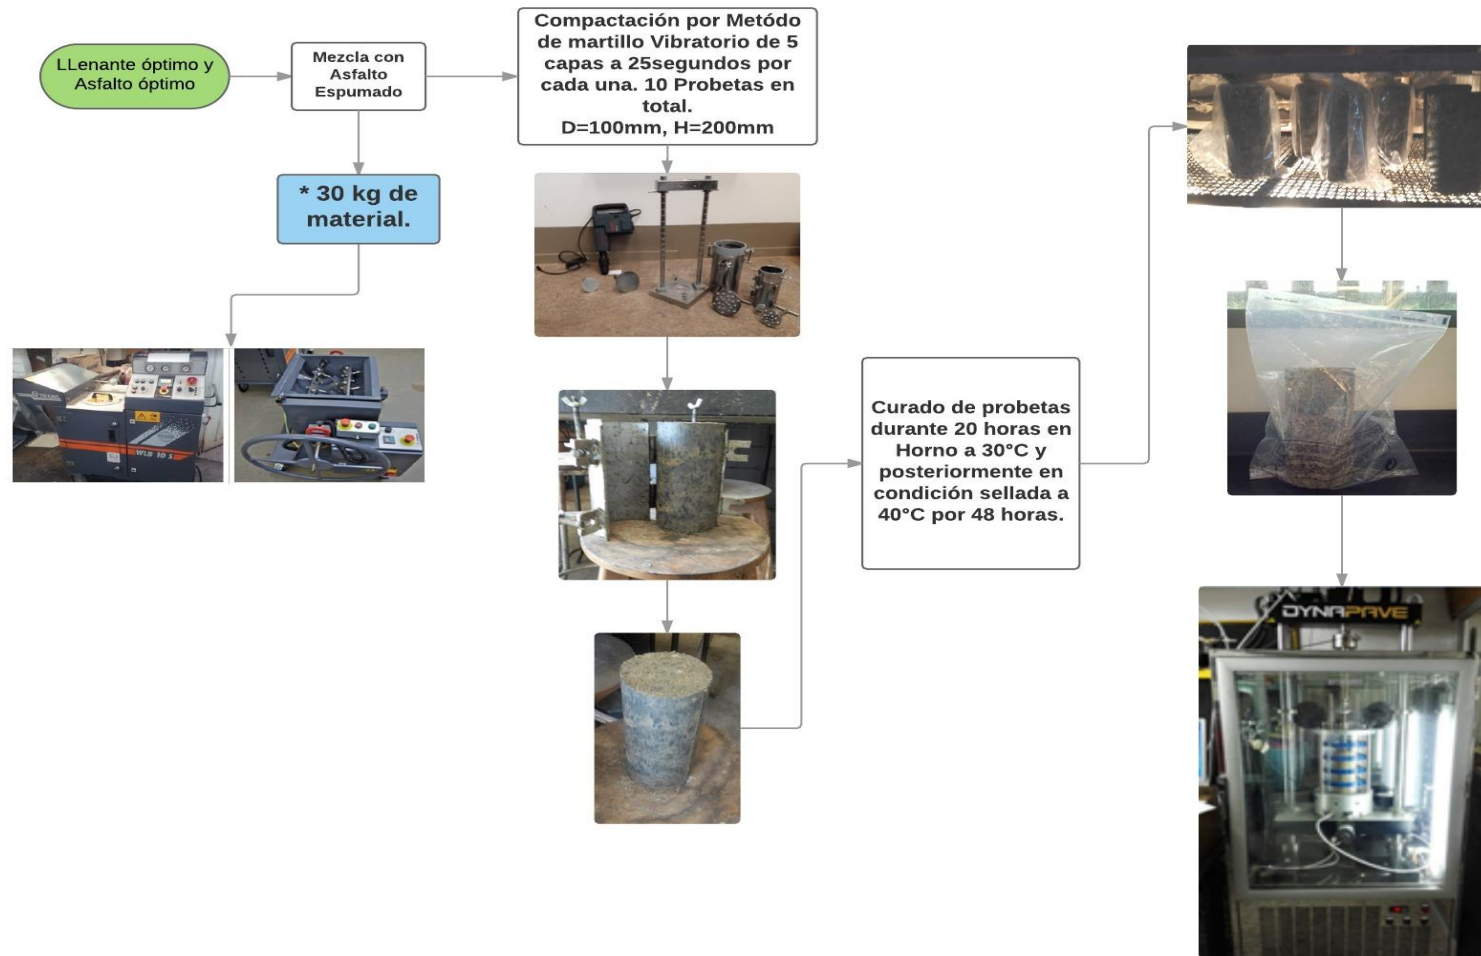 LLenante óptimo y
Asfalto óptimo
Mezcla con
Asfalto
Espumado
Compactación por Metódo
de martillo Vibratorio de 5
capas a 25segundos por
cada una. 10 Probetas en
total.
D=100mm, H=200mm
* 30 kg de
material.
WLB 10 S
Curado de probetas
durante 20 horas en
Horno a 30°C y
posteriormente en
condición sellada a
40°C por 48 horas.
DYNAPAVE